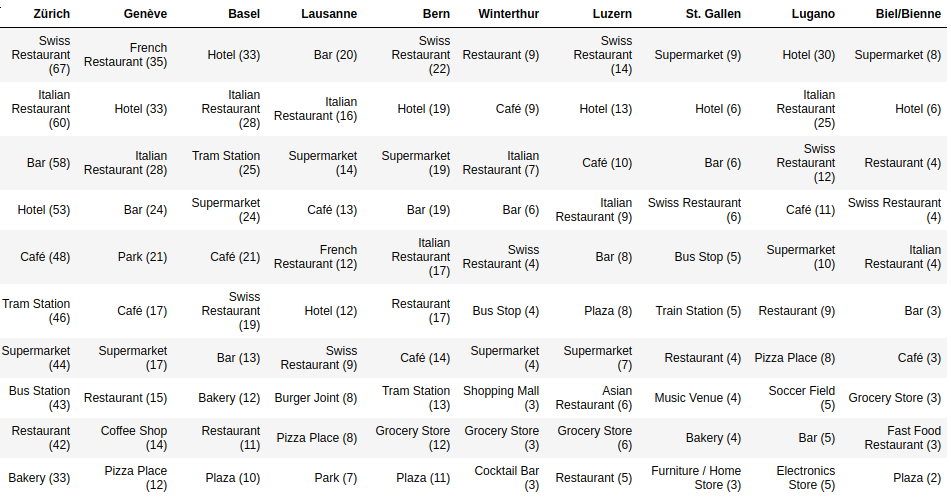 Zürich Genève Basel Lausanne Bern Winterthur Luzern St. Gallen Lugano Biel/Bienne
Swiss Restaurant (67) French Restaurant (35) Hotel (33) Bar (20) Swiss Restaurant (22) Restaurant (9) Swiss Restaurant (14) Supermarket (9) Hotel (30) Supermarket (8)
Italian Restaurant (60) Hotel (33) Italian Restaurant (28) Italian Restaurant (16) Hotel (19) Café (9) Hotel (13) Hotel (6) Italian Restaurant (25) Hotel (6)
Bar (58) Italian Restaurant (28) Tram Station (25) Supermarket (14) Supermarket (19) Italian Restaurant (7) Café (10) Bar (6) Swiss Restaurant (12) Restaurant (4)
Hotel (53) Bar (24) Supermarket (24) Café (13) Bar (19) Bar (6) Italian Restaurant (9) Swiss Restaurant (6) Café (11) Swiss Restaurant (4)
Café (48) Park (21) Café (21) French Restaurant (12) Italian Restaurant (17) Swiss Restaurant (4) Bar (8) Bus Stop (5) Supermarket (10) Italian Restaurant (4)
Tram Station (46) Café (17) Swiss Restaurant (19) Hotel (12) Restaurant (17) Bus Stop (4) Plaza (8) Train Station (5) Restaurant (9) Bar (3)
Supermarket (44) Supermarket (17) Bar (13) Swiss Restaurant (9) Café (14) Supermarket (4) Supermarket (7) Restaurant (4) Pizza Place (8) Café (3)
Bus Station (43) Restaurant (15) Bakery (12) Burger Joint (8) Tram Station (13) Shopping Mall (3) Asian Restaurant (6) Music Venue (4) Soccer Field (5) Grocery Store (3)
Restaurant (42) Coffee Shop (14) Restaurant (11) Pizza Place (8) Grocery Store (12) Grocery Store (3) Grocery Store (6) Bakery (4) Bar (5) Fast Food Restaurant (3)
Bakery (33) Pizza Place (12) Plaza (10) Park (7) Plaza (11) Cocktail Bar (3) Restaurant (5) Furniture / Home Store (3) Electronics Store (5) Plaza (2)